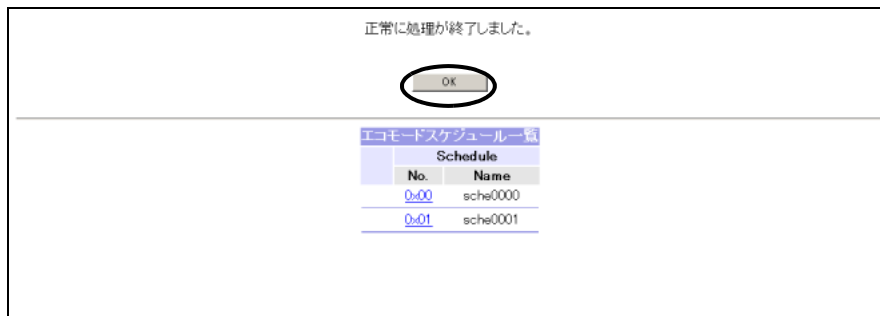 正常に処理が終了しました。
OK
エコモードスケジュール一覧
Schedule
No. Name
0x00 sche0000
0x01 sche0001